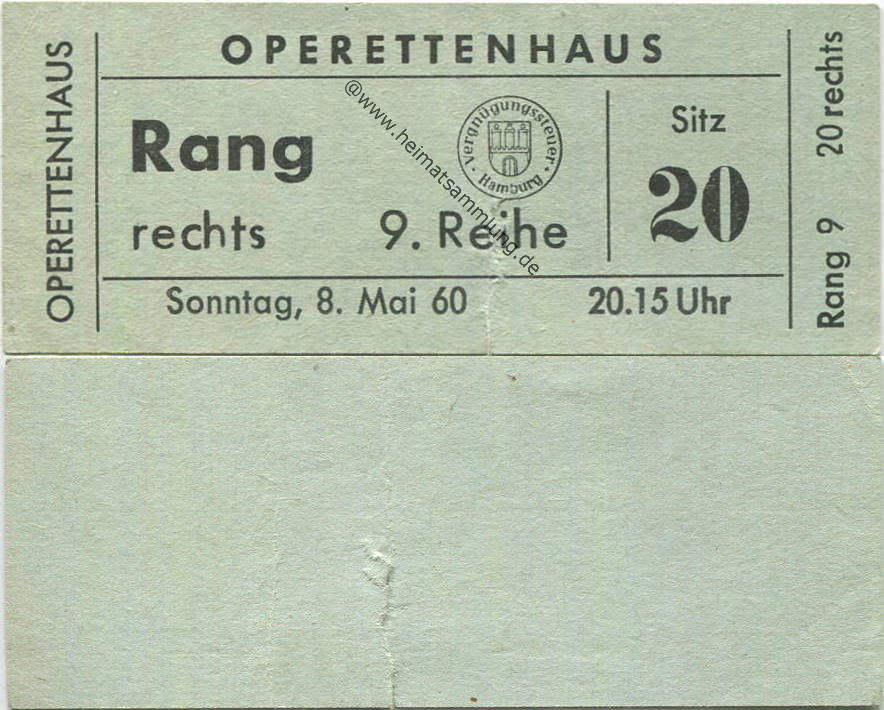 OPERETTENHAUS
OPERETTENHAUS
Rang
rechts 9. Reihe
Vergnügungssteuer
Hamburg
Sitz
20
Sonntag, 8. Mai 60 20.15 Uhr
Rang 9 20 rechts
@www.heimatsammlung.de